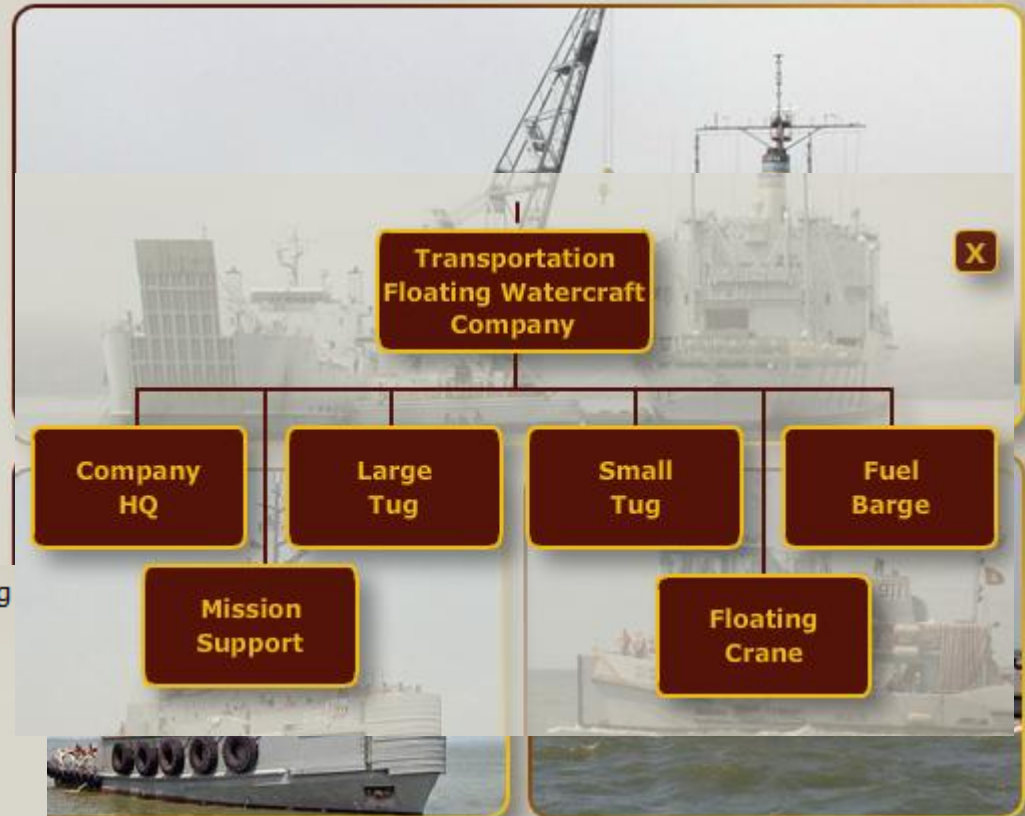 Transportation
Floating Watercraft
Company
X
Company
HQ
Large
Tug
Small
Tug
Fuel
Barge
g
Mission
Support
Floating
Crane